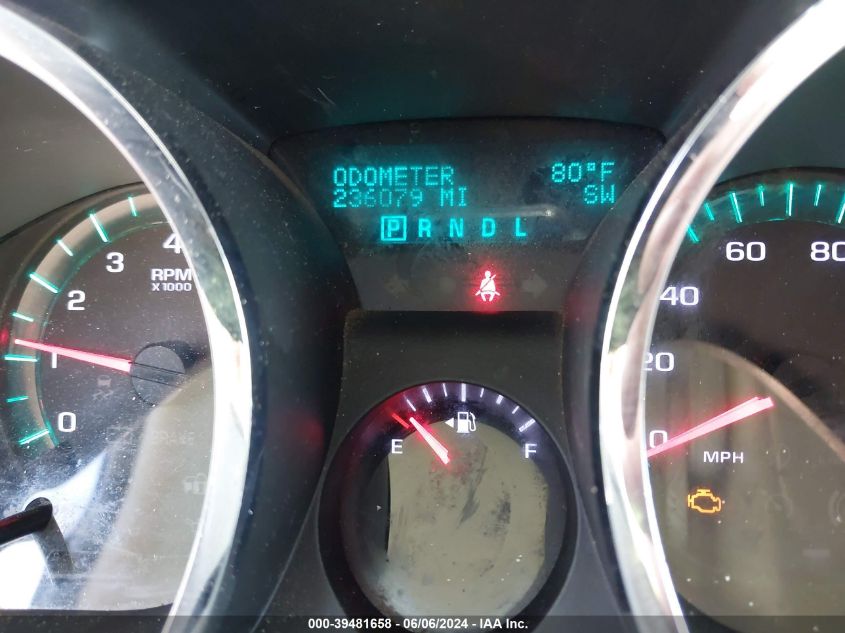 ODOMETER 80°F
236079 MI SW
P R N D L
4
3
2
1
0
RPM
X1000
BRAKE
E F
80
60
40
20
0
MPH
000-39481658 - 06/06/2024 - IAA Inc.